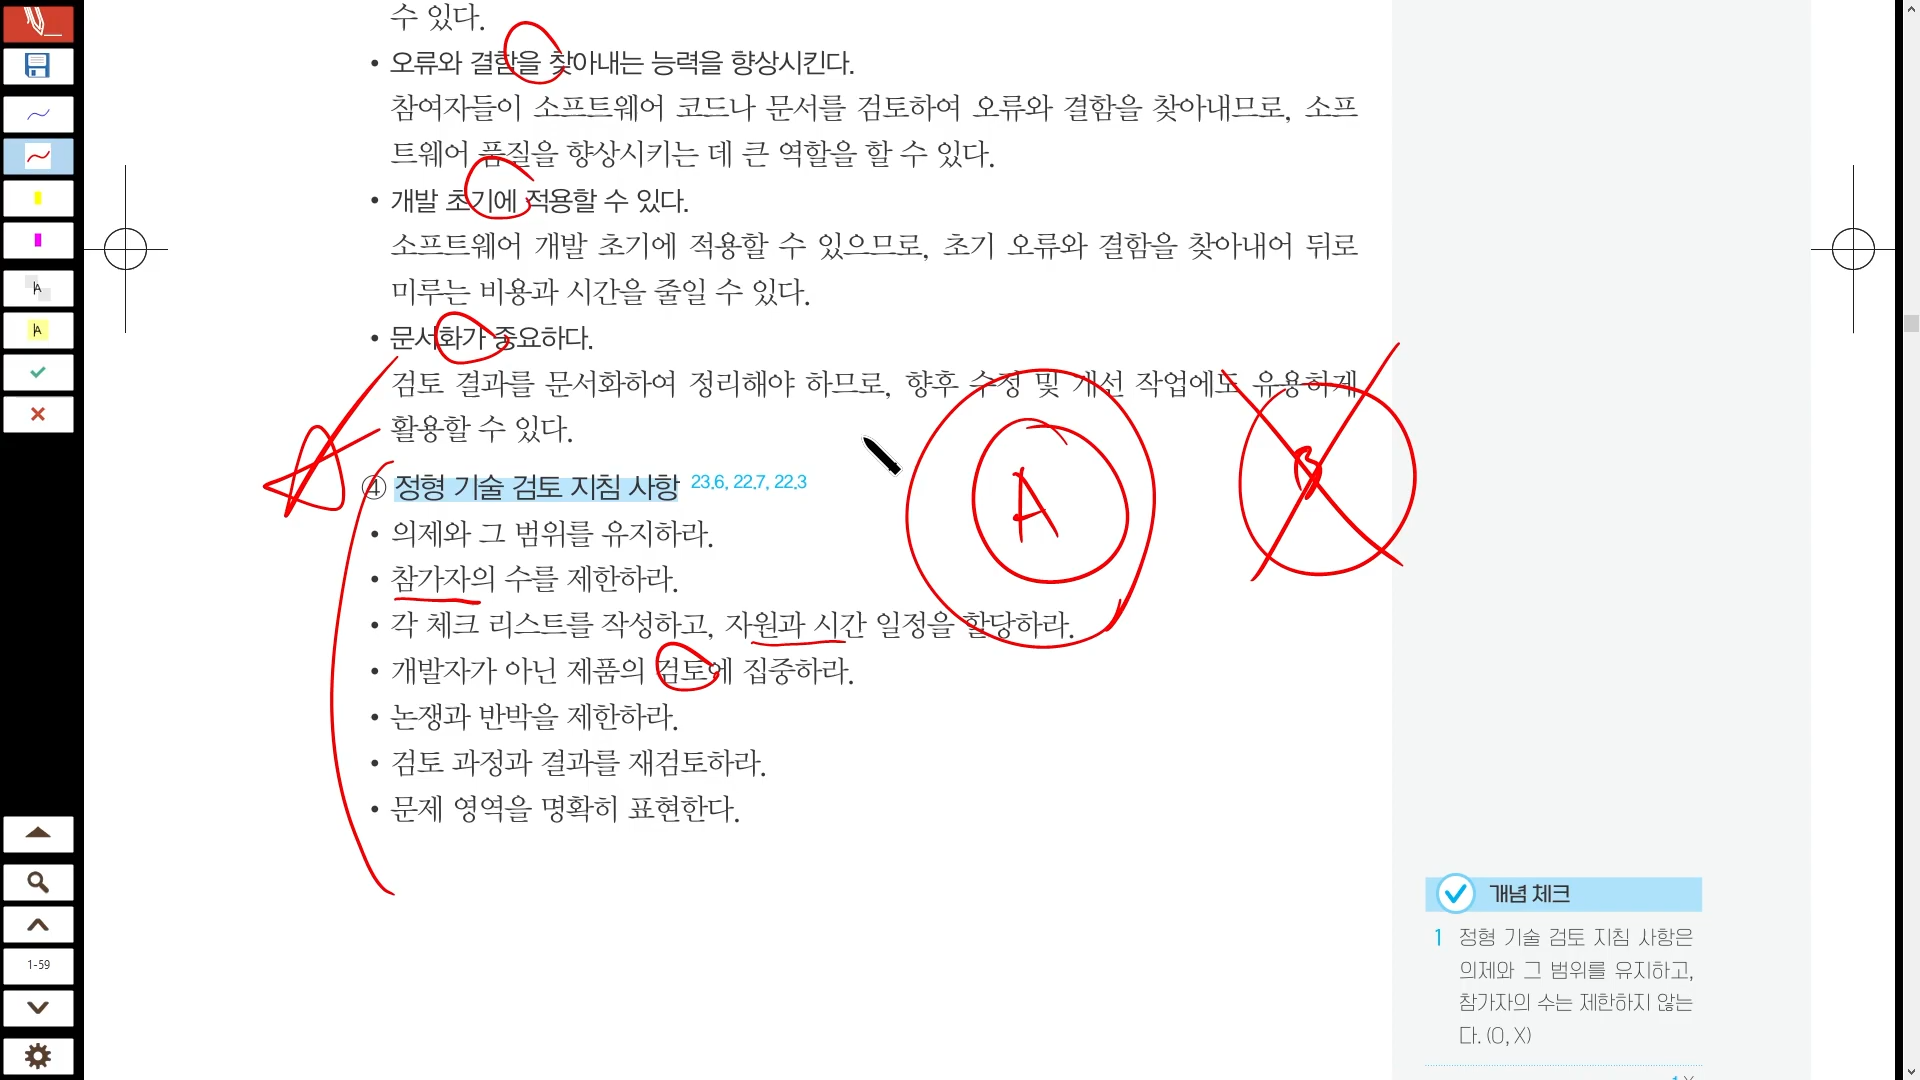 수 있다.
• 오류와 결함을 찾아내는 능력을 향상시킨다.
참여자들이 소프트웨어 코드나 문서를 검토하여 오류와 결함을 찾아내므로, 소프
트웨어 품질을 향상시키는 데 큰 역할을 할 수 있다.
• 개발 초기에 적용할 수 있다.
소프트웨어 개발 초기에 적용할 수 있으므로, 초기 오류와 결함을 찾아내어 뒤로
미루는 비용과 시간을 줄일 수 있다.
• 문서화가 중요하다.
검토 결과를 문서화하여 정리해야 하므로, 향후 수정 및 개선 작업에도 유용하게
활용할 수 있다.
A
B
④ 정형 기술 검토 지침 사항 23.6, 22.7, 22.3
• 의제와 그 범위를 유지하라.
• 참가자의 수를 제한하라.
• 각 체크 리스트를 작성하고, 자원과 시간 일정을 할당하라.
• 개발자가 아닌 제품의 검토에 집중하라.
• 논쟁과 반박을 제한하라.
• 검토 과정과 결과를 재검토하라.
• 문제 영역을 명확히 표현한다.
개념 체크
1 정형 기술 검토 지침 사항은
의제와 그 범위를 유지하고,
참가자의 수는 제한하지 않는
다. (O, X)
A
A
1-59